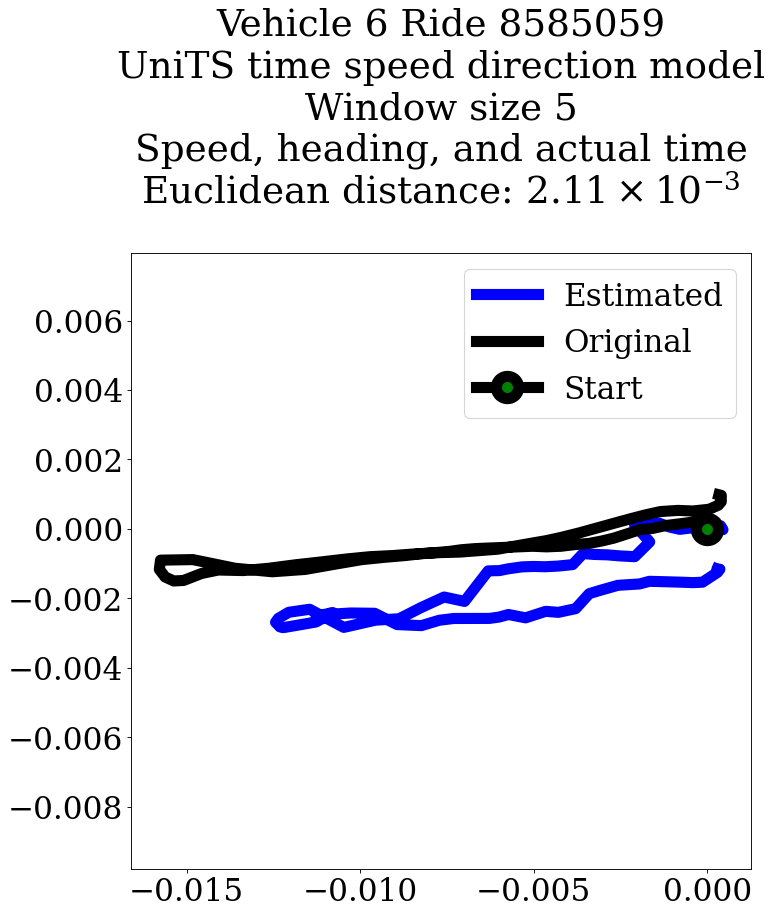 Vehicle 6 Ride 8585059
UniTS time speed direction model
Window size 5
Speed, heading, and actual time
Euclidean distance: 2.11 × 10⁻³
Estimated
Original
Start
0.006
0.004
0.002
0.000
−0.002
−0.004
−0.006
−0.008
−0.015 −0.010 −0.005 0.000